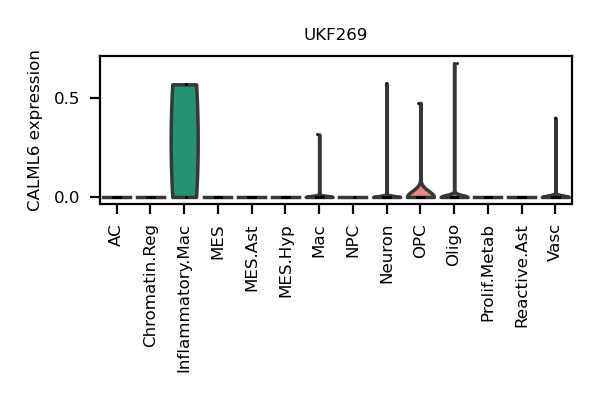 UKF269
CALML6 expression
0.5
0.0
AC
Chromatin.Reg
Inflammatory.Mac
MES
MES.Ast
MES.Hyp
Mac
NPC
Neuron
OPC
Oligo
Prolif.Metab
Reactive.Ast
Vasc